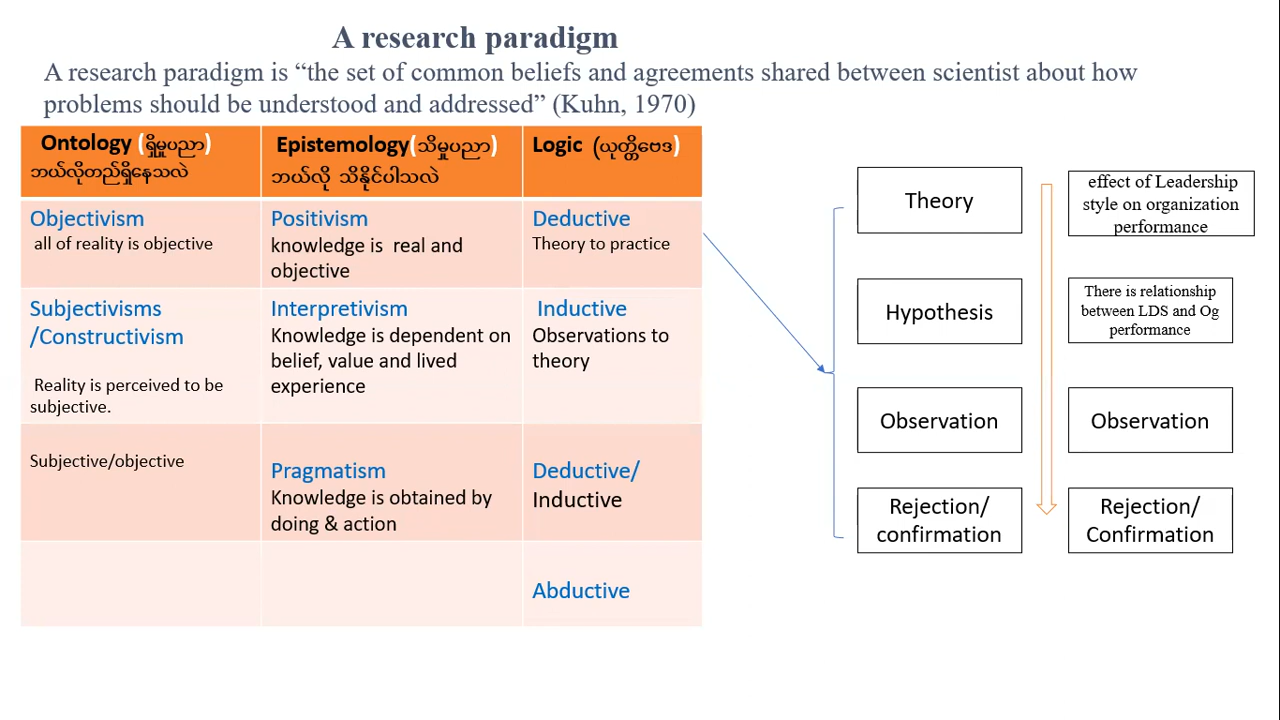 A research paradigm
A research paradigm is “the set of common beliefs and agreements shared between scientist about how
problems should be understood and addressed” (Kuhn, 1970)
Ontology (ရှိမှုပညာ)
ဘယ်လိုတည်ရှိနေသလဲ
Epistemology(သိမှုပညာ)
ဘယ်လို သိနိုင်ပါသလဲ
Logic (ယုတ္တိဗေဒ)
Objectivism
all of reality is objective
Positivism
knowledge is real and
objective
Deductive
Theory to practice
Subjectivisms
/Constructivism
Reality is perceived to be
subjective.
Interpretivism
Knowledge is dependent on
belief, value and lived
experience
Inductive
Observations to
theory
Subjective/objective
Pragmatism
Knowledge is obtained by
doing & action
Deductive/
Inductive
Abductive
Theory
Hypothesis
Observation
Rejection/
confirmation
effect of Leadership
style on organization
performance
There is relationship
between LDS and Og
performance
Observation
Rejection/
Confirmation